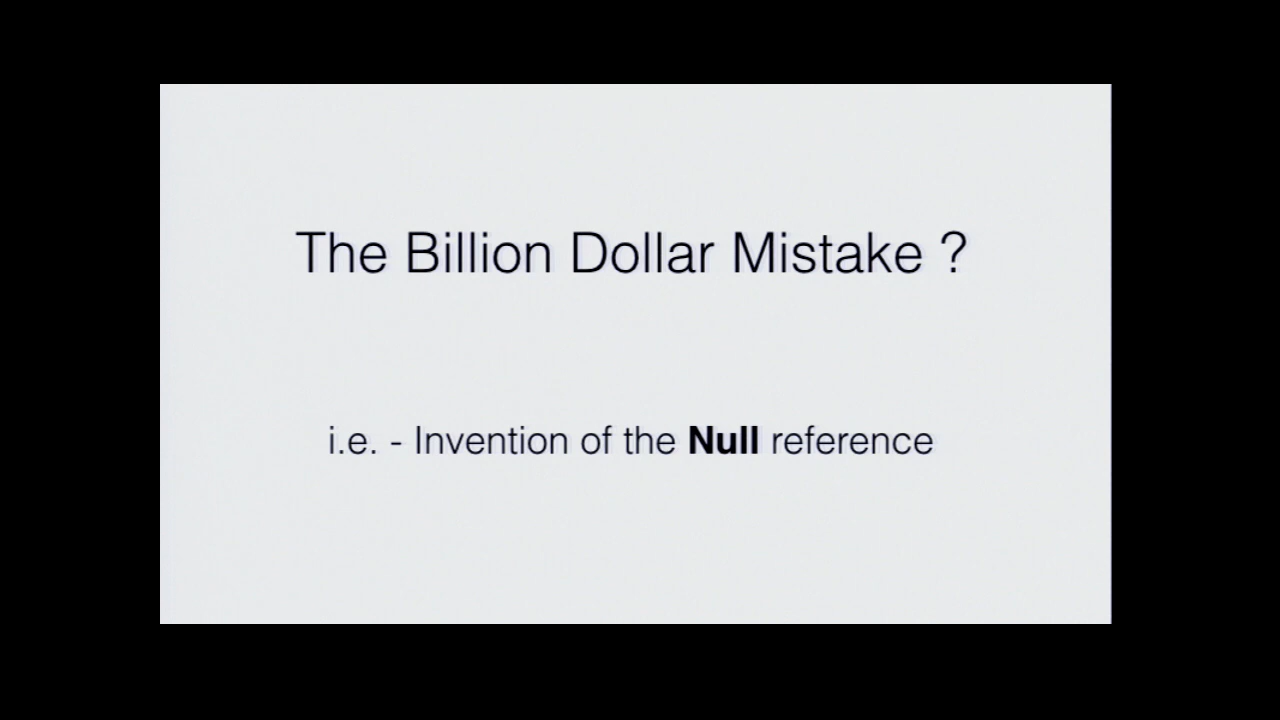 The Billion Dollar Mistake ?
i.e. - Invention of the Null reference